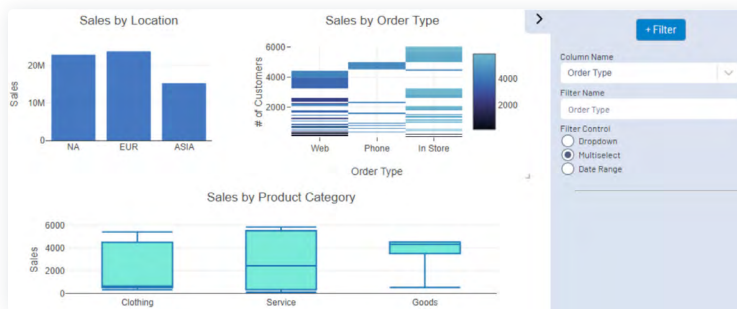 Sales by Location
Sales
20M
10M
0
NA EUR ASIA
Sales by Order Type
# of Customers
6000
4000
2000
Web Phone In Store
Order Type
4000
2000
Sales by Product Category
Sales
6000
4000
2000
0
Clothing Service Goods
+ Filter
Column Name
Order Type
Filter Name
Order Type
Filter Control
Dropdown
Multiselect
Date Range